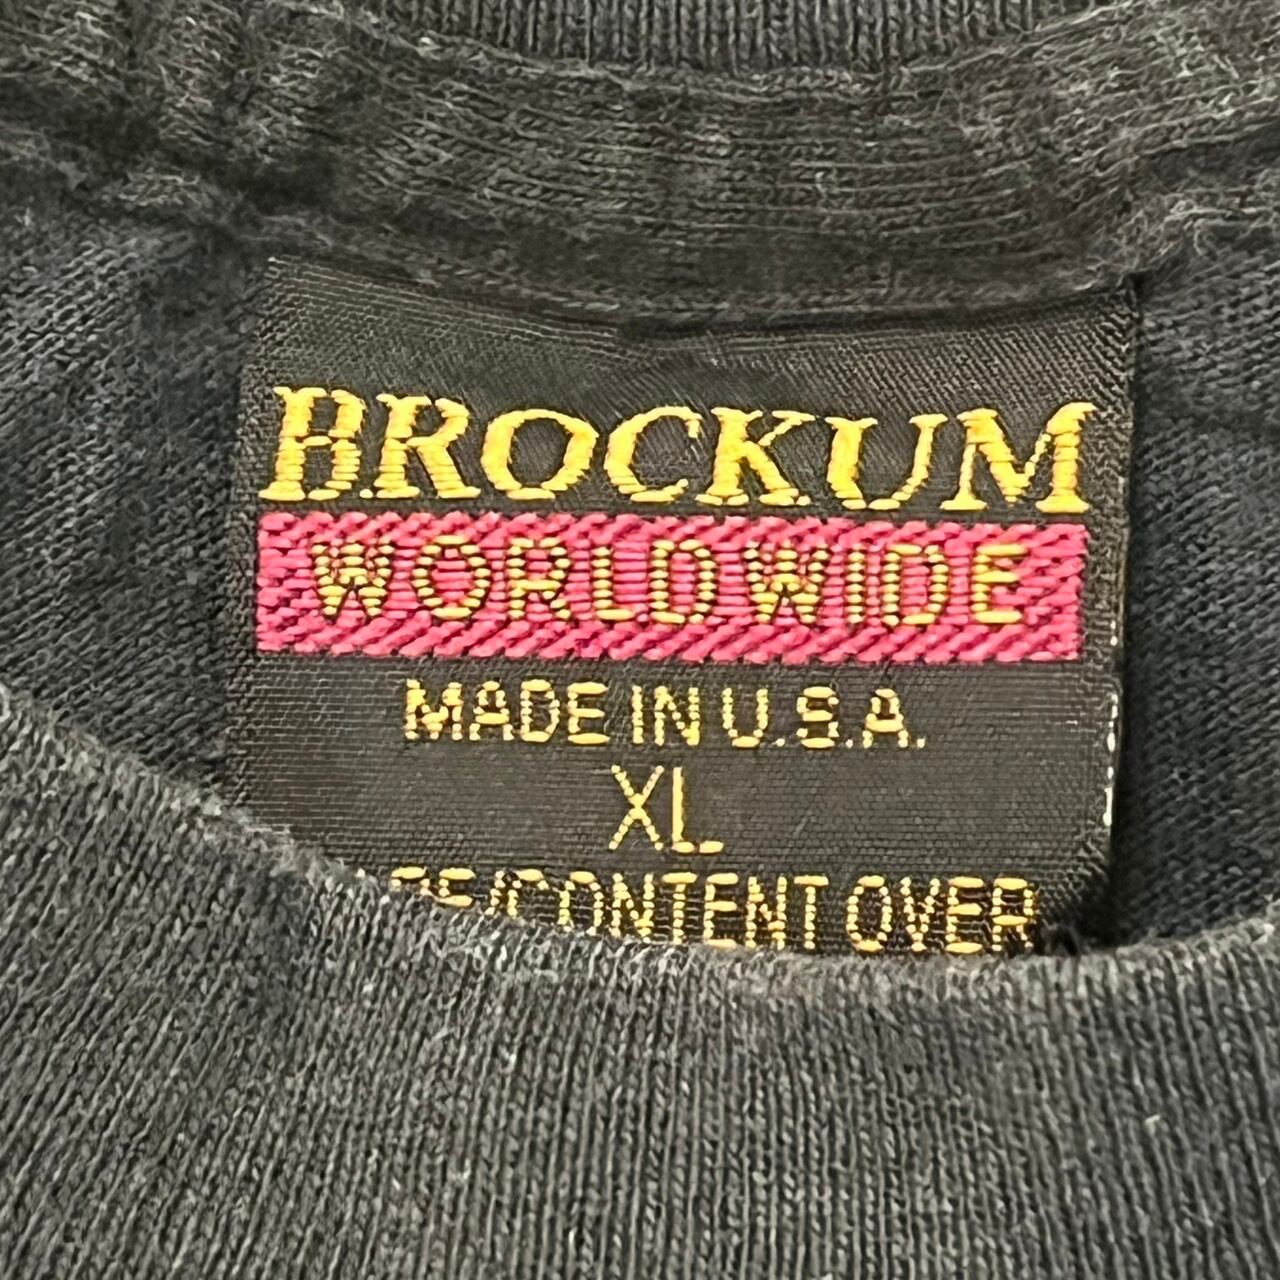 BROCKUM
WORLDWIDE
MADE IN U.S.A.
XL
CONTENT OVER